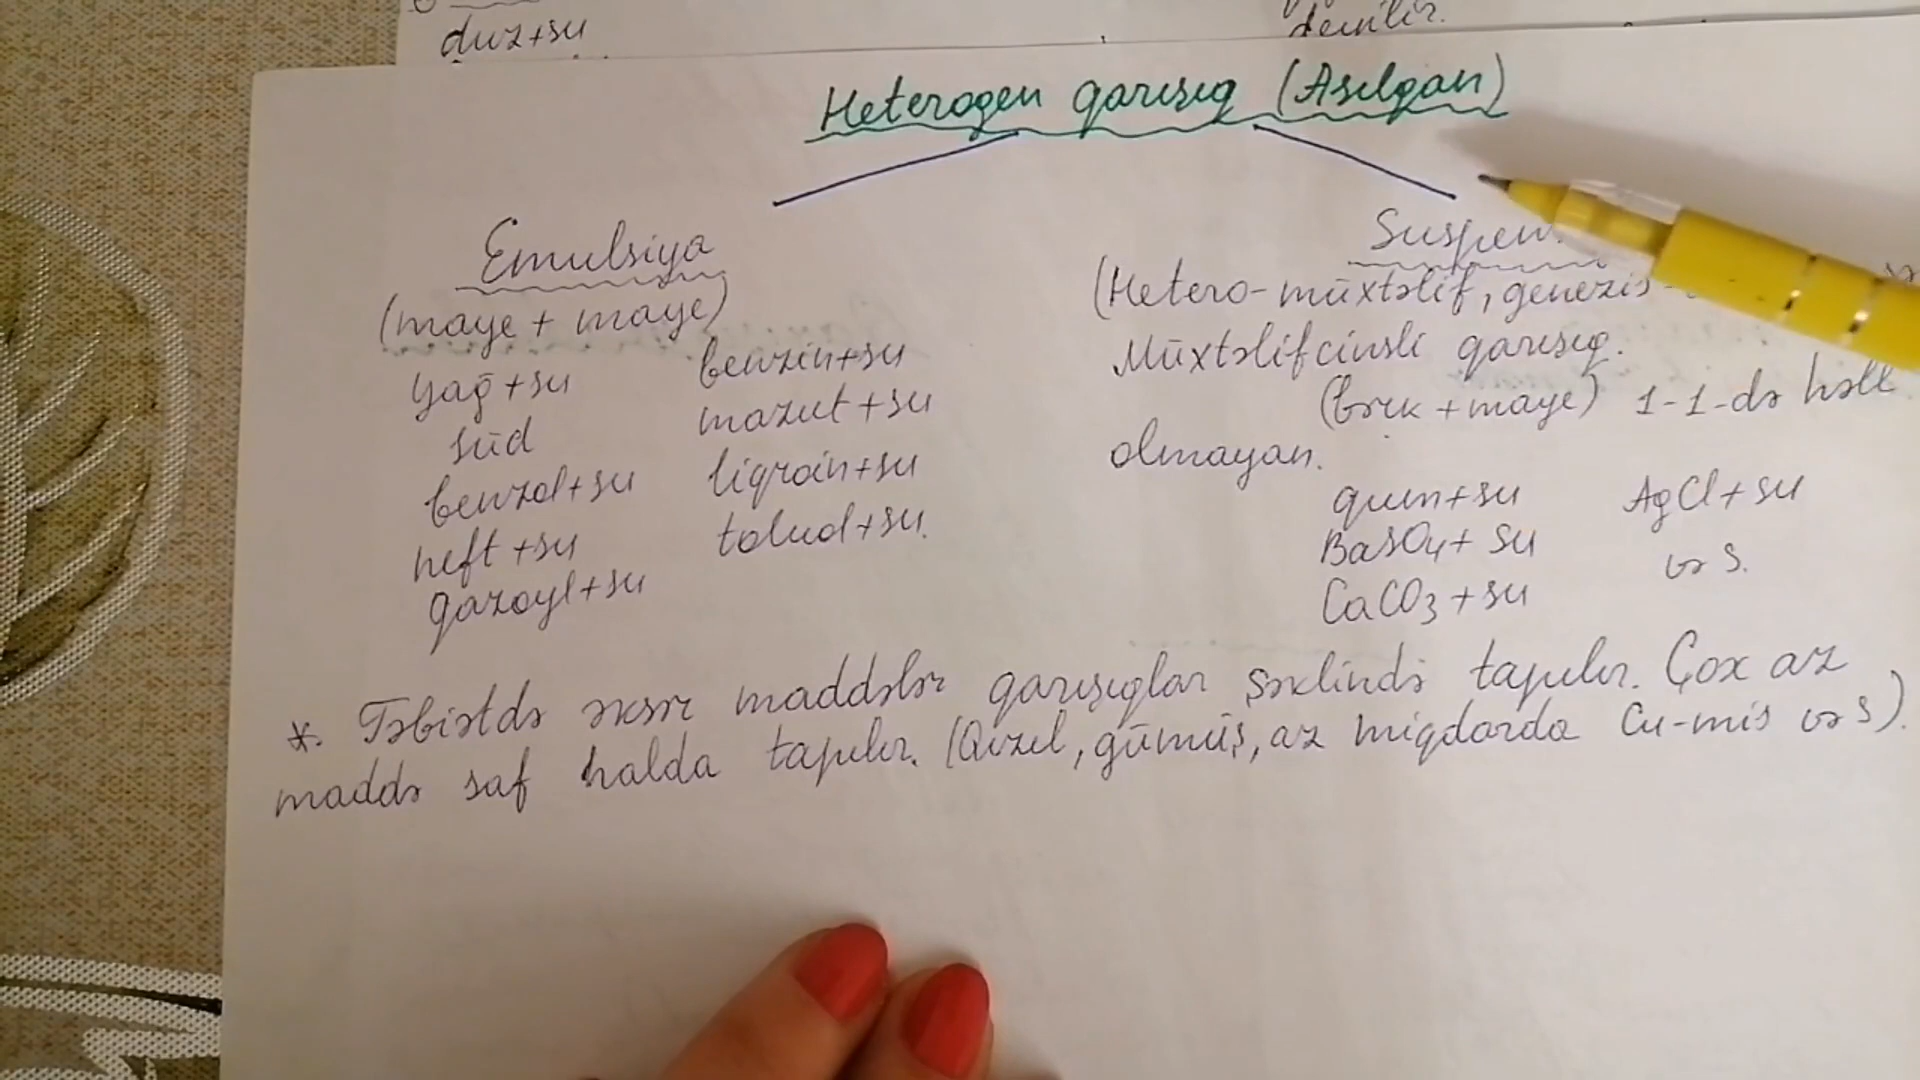 duz+su
denilir.
Heterogen qarışıq (Asılqan)
Emulsiya
(maye + maye)
yağ+su
benzin+su
süd
mazut+su
benzol+su
liqroin+su
neft+su
toluol+su.
qazoyl+su
(Hetero-müxtəlif, genezis-
Müxtəlifcinsli qarışıq.
(bərk+maye) 1-1-də həll
olmayan.
qum+su
AgCl+su
BaSO4+su
və s.
CaCO3+su
*. Təbiətdə əksər maddələr qarışıqlar şəklində tapılır. Çox az
maddə saf halda tapılır. (Qızıl, gümüş, az miqdarda Cu-mis və s).